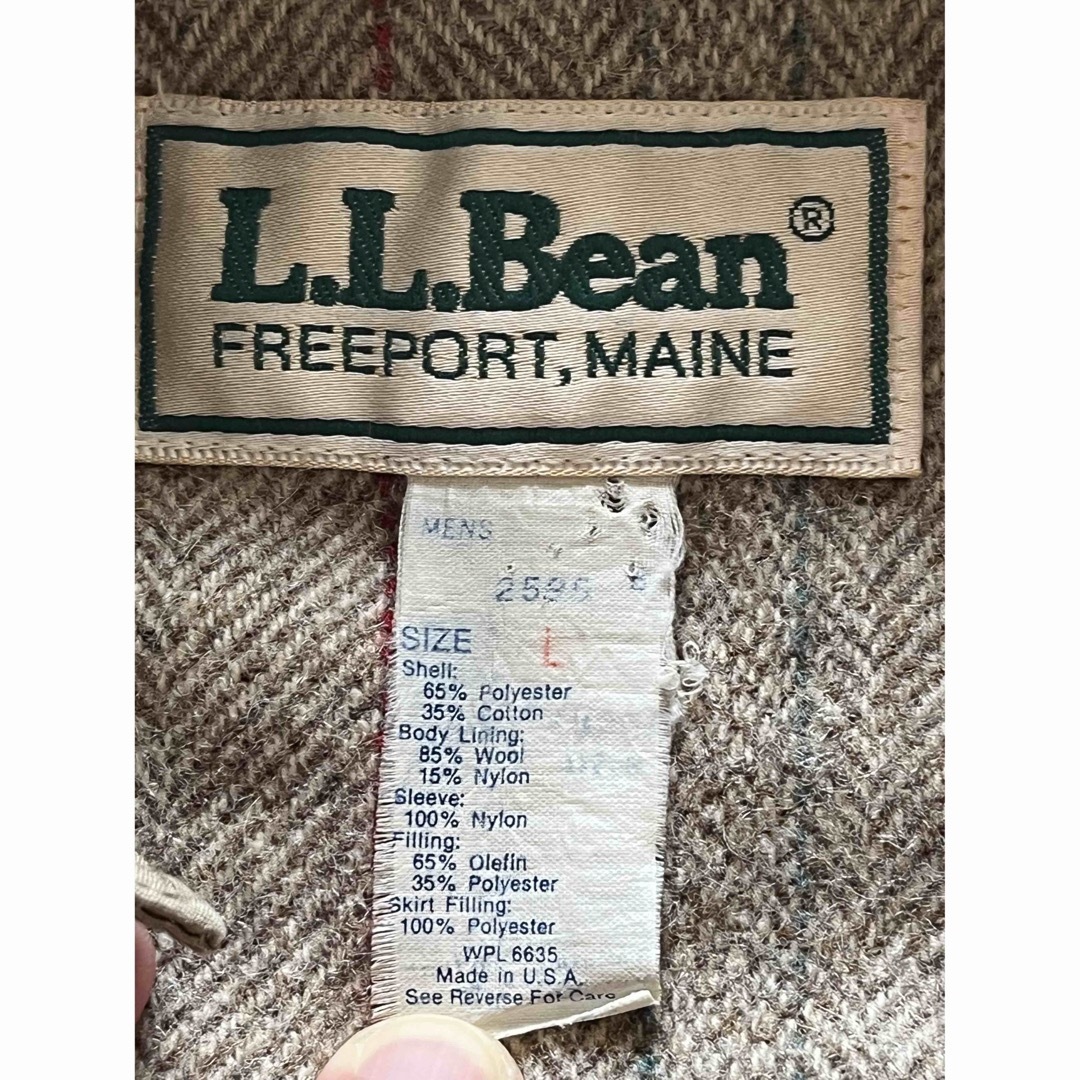 L.L.Bean®
FREEPORT, MAINE
MENS
SIZE L
Shell:
65% Polyester
35% Cotton
Body Lining:
85% Wool
15% Nylon
Sleeve:
100% Nylon
Filling:
65% Olefin
35% Polyester
Skirt Filling:
100% Polyester
WPL 6635
Made in U.S.A.
See Reverse For Care